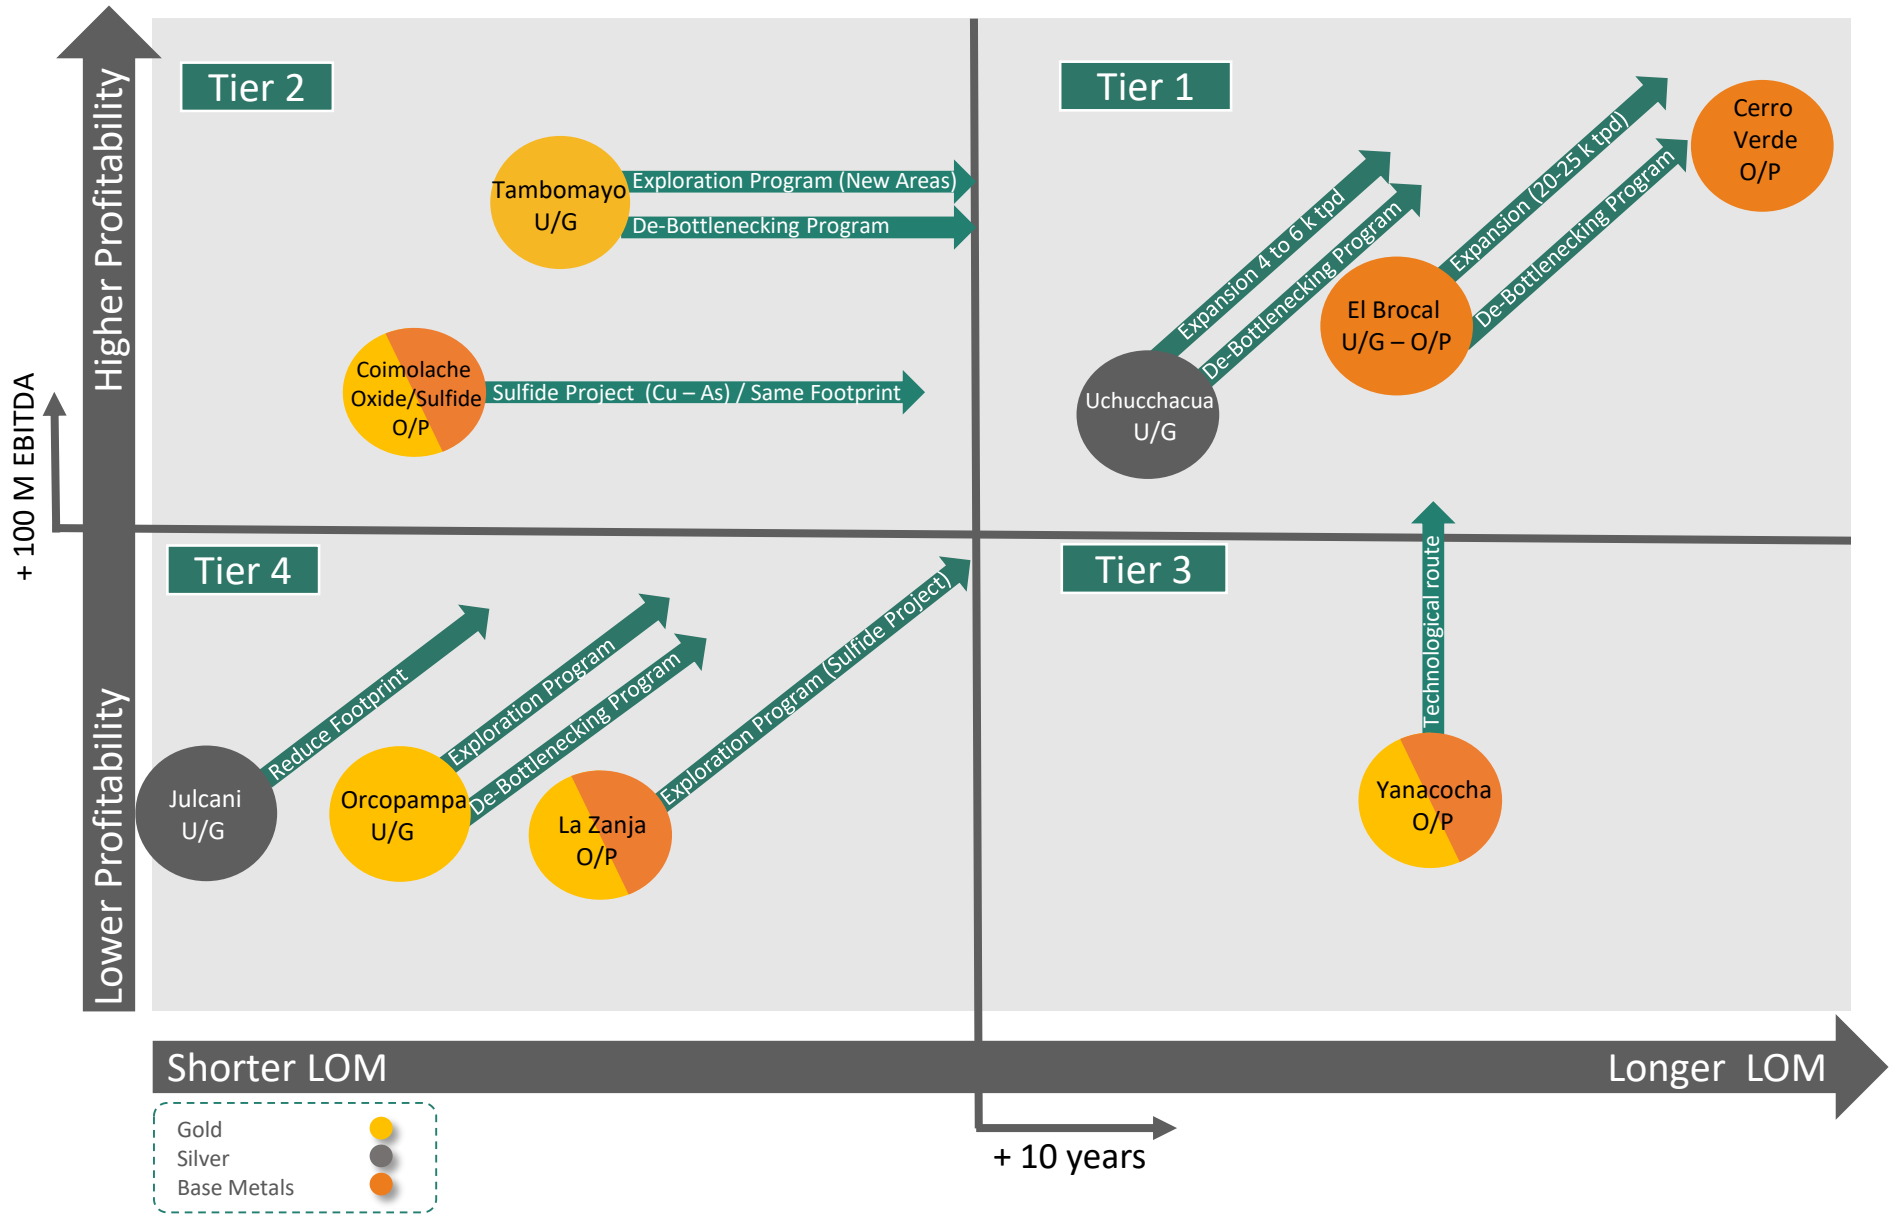 Higher Profitability
Lower Profitability
+ 100 M EBITDA
Tier 2
Tambomayo
U/G
Exploration Program (New Areas)
De-Bottlenecking Program
Coimolache
Oxide/Sulfide
O/P
Sulfide Project  (Cu – As) / Same Footprint
Tier 1
Uchucchacua
U/G
Expansion 4 to 6 k tpd
De-Bottlenecking Program
El Brocal
U/G – O/P
Expansion (20-25 k tpd)
De-Bottlenecking Program
Cerro
Verde
O/P
Tier 4
Julcani
U/G
Reduce Footprint
Orcopampa
U/G
Exploration Program
De-Bottlenecking Program
La Zanja
O/P
Exploration Program (Sulfide Project)
Tier 3
Yanacocha
O/P
Technological route
Shorter LOM
Longer  LOM
+ 10 years
Gold
Silver
Base Metals